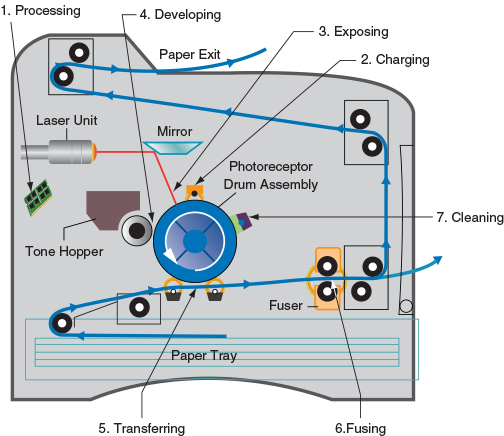 1. Processing
4. Developing
3. Exposing
Paper Exit
2. Charging
Laser Unit
Mirror
Photoreceptor
Drum Assembly
7. Cleaning
Tone Hopper
Fuser
Paper Tray
5. Transferring
6.Fusing